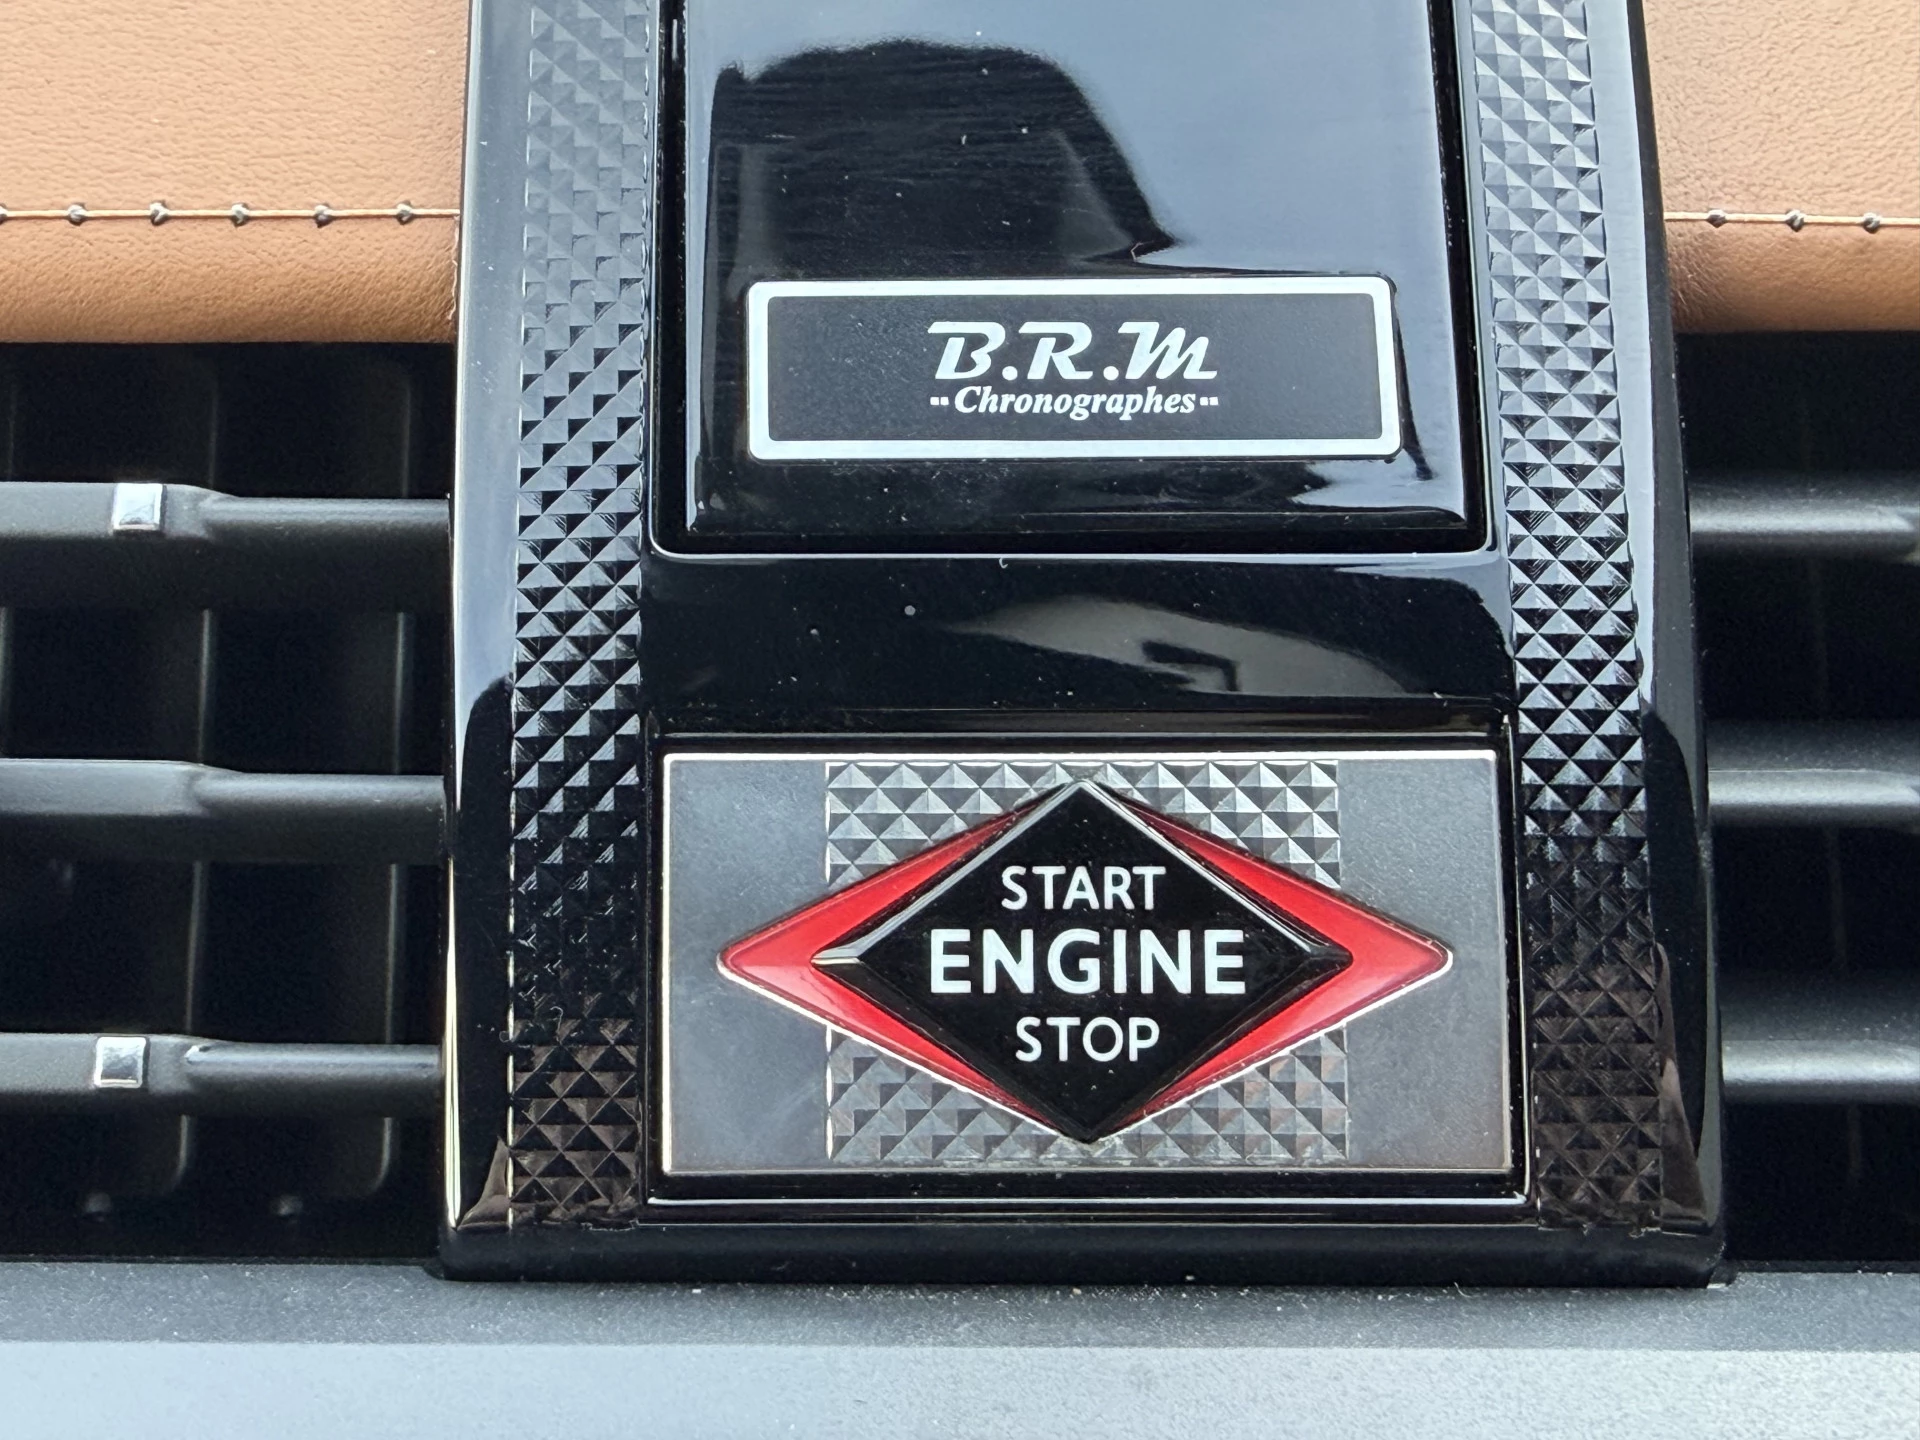 B.R.M
Chronographes
START
ENGINE
STOP